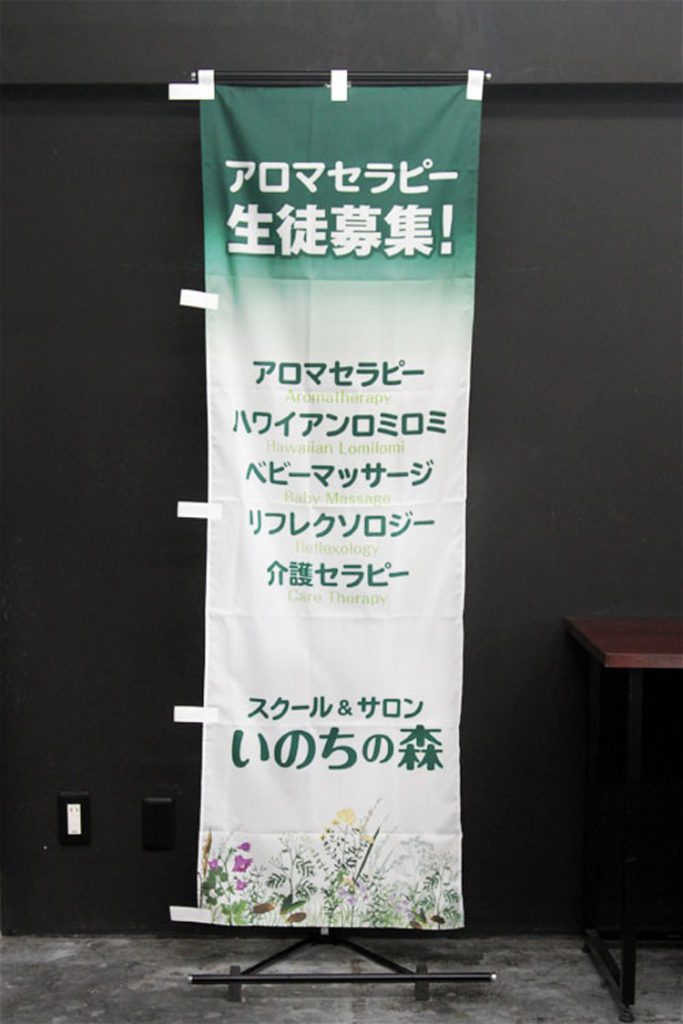 アロマセラピー
生徒募集!
アロマセラピー
Aromatherapy
ハワイアンロミロミ
Hawaiian Lomilomi
ベビーマッサージ
Baby Massage
リフレクソロジー
Reflexology
介護セラピー
Care Therapy
スクール&サロン
いのちの森